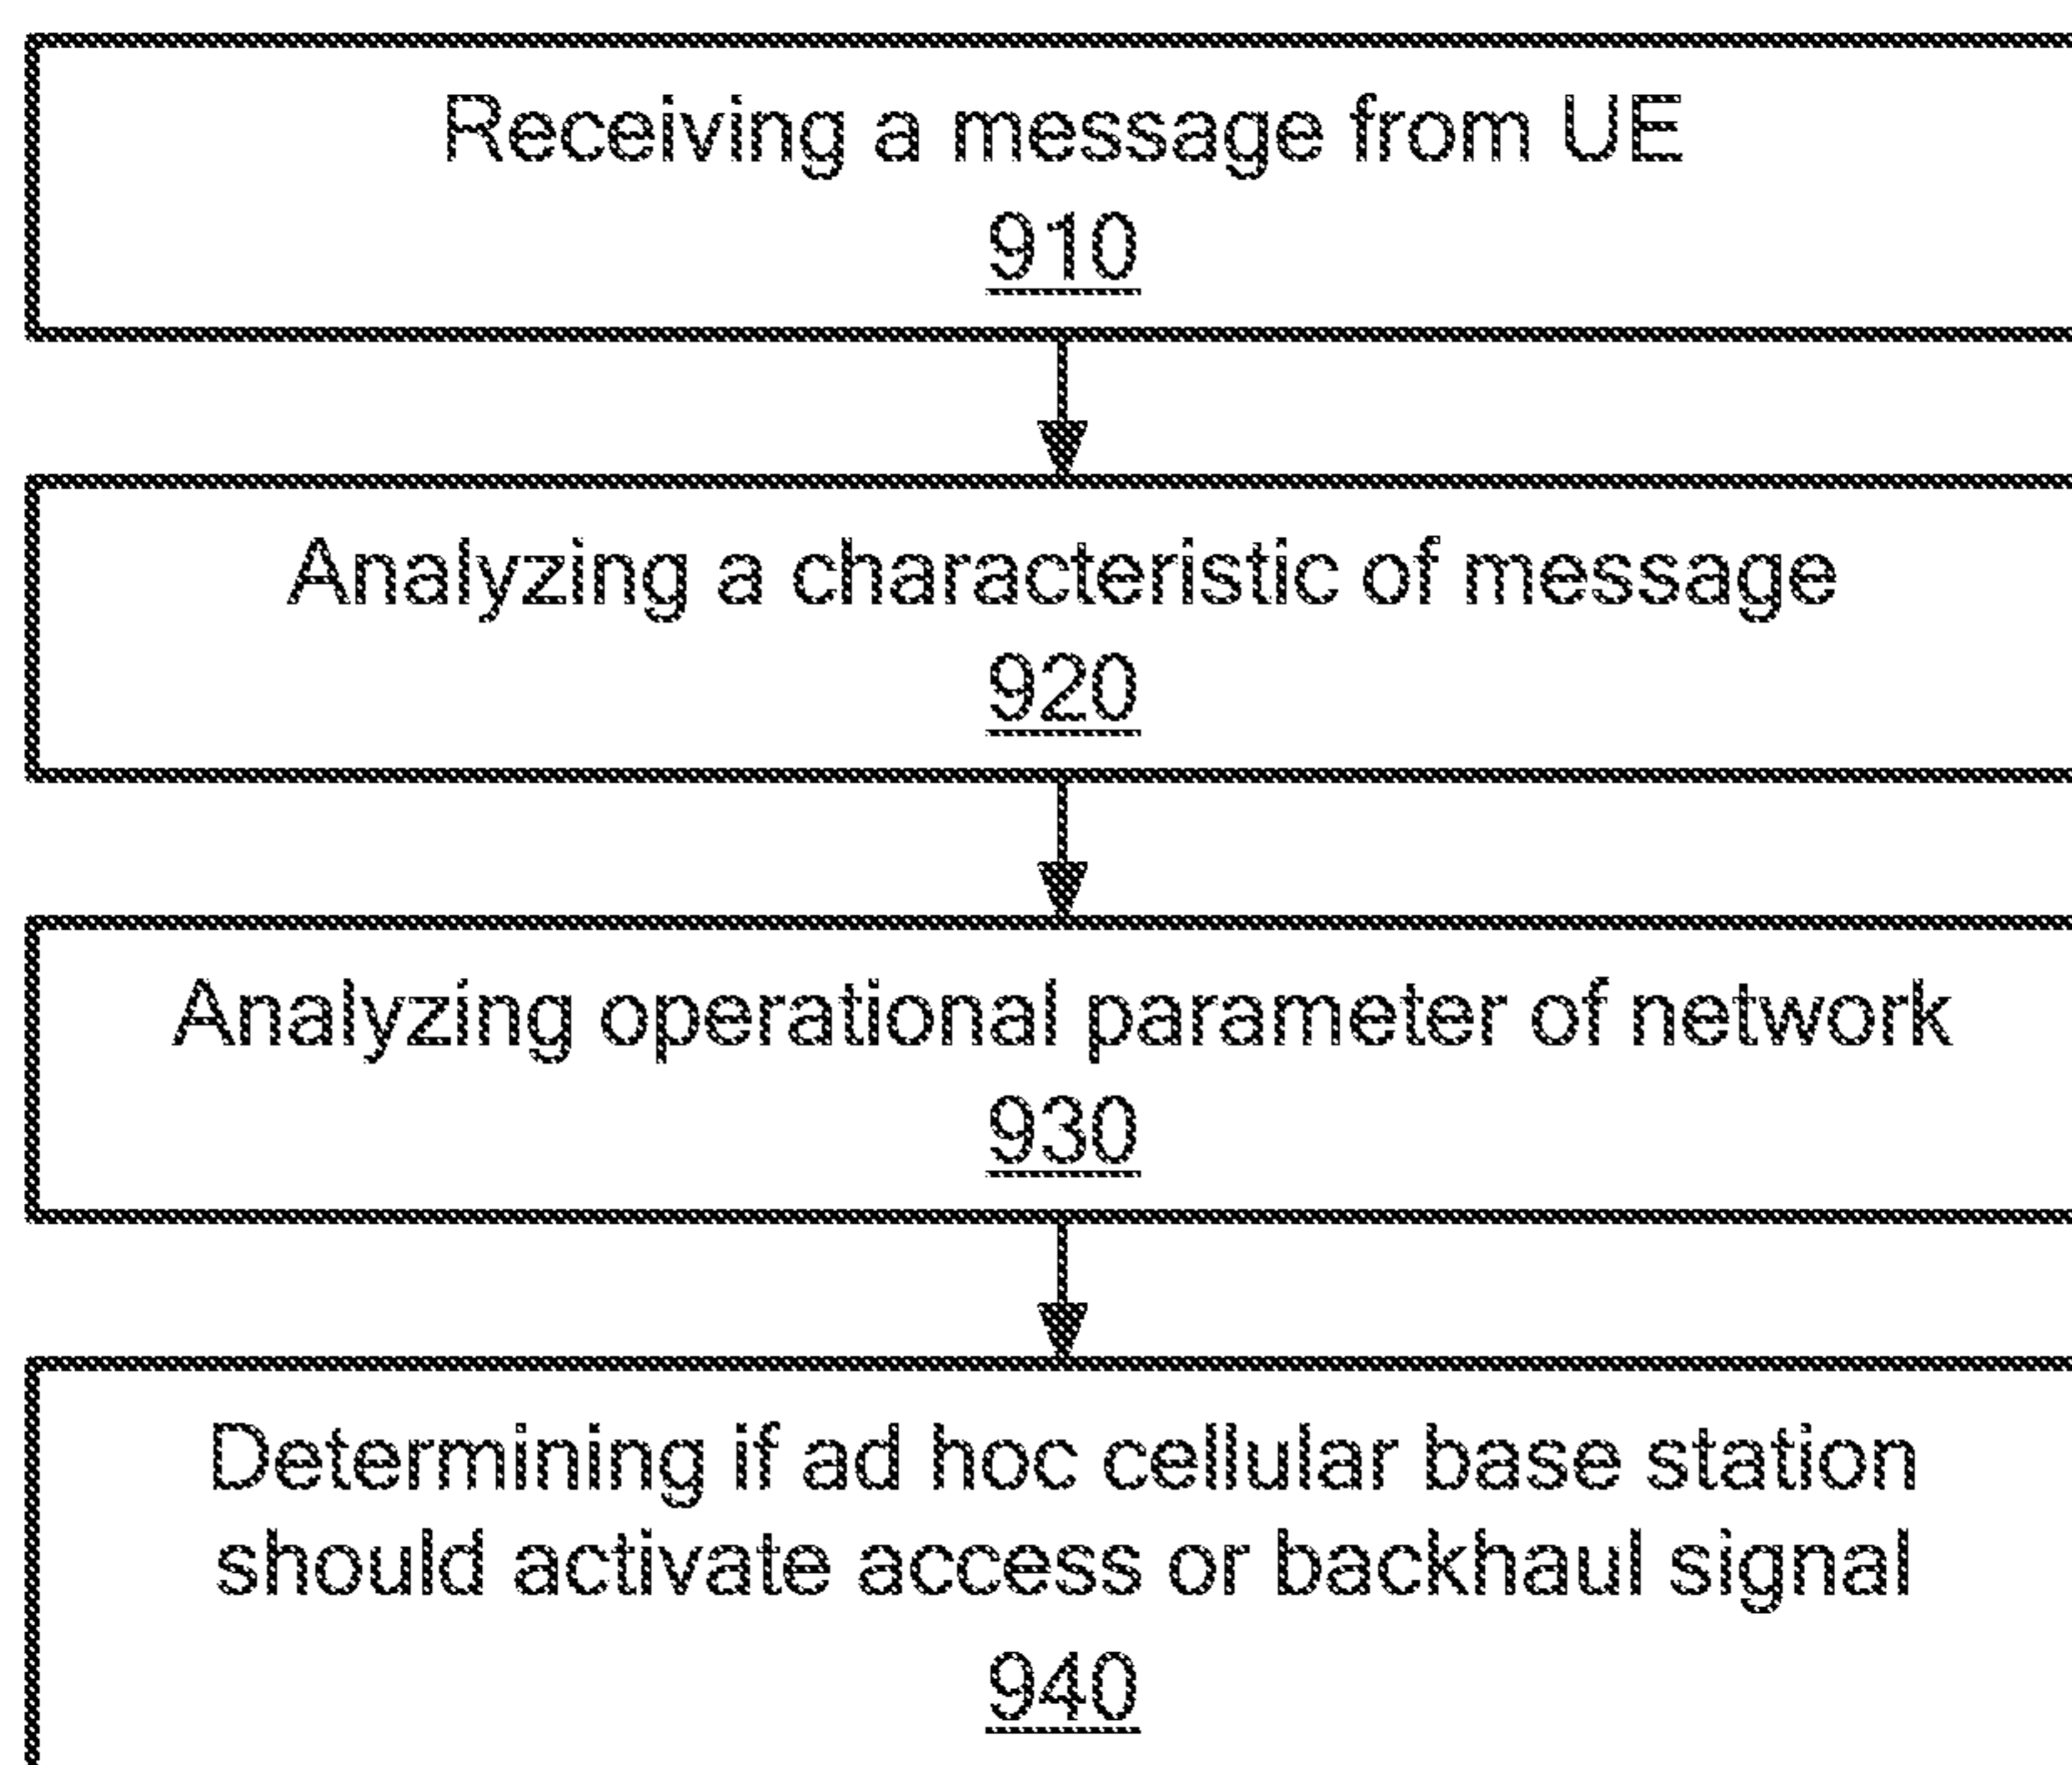 Receiving a message from UE
910
Analyzing a characteristic of message
920
Analyzing operational parameter of network
930
Determining if ad hoc cellular base station
should activate access or backhaul signal
940